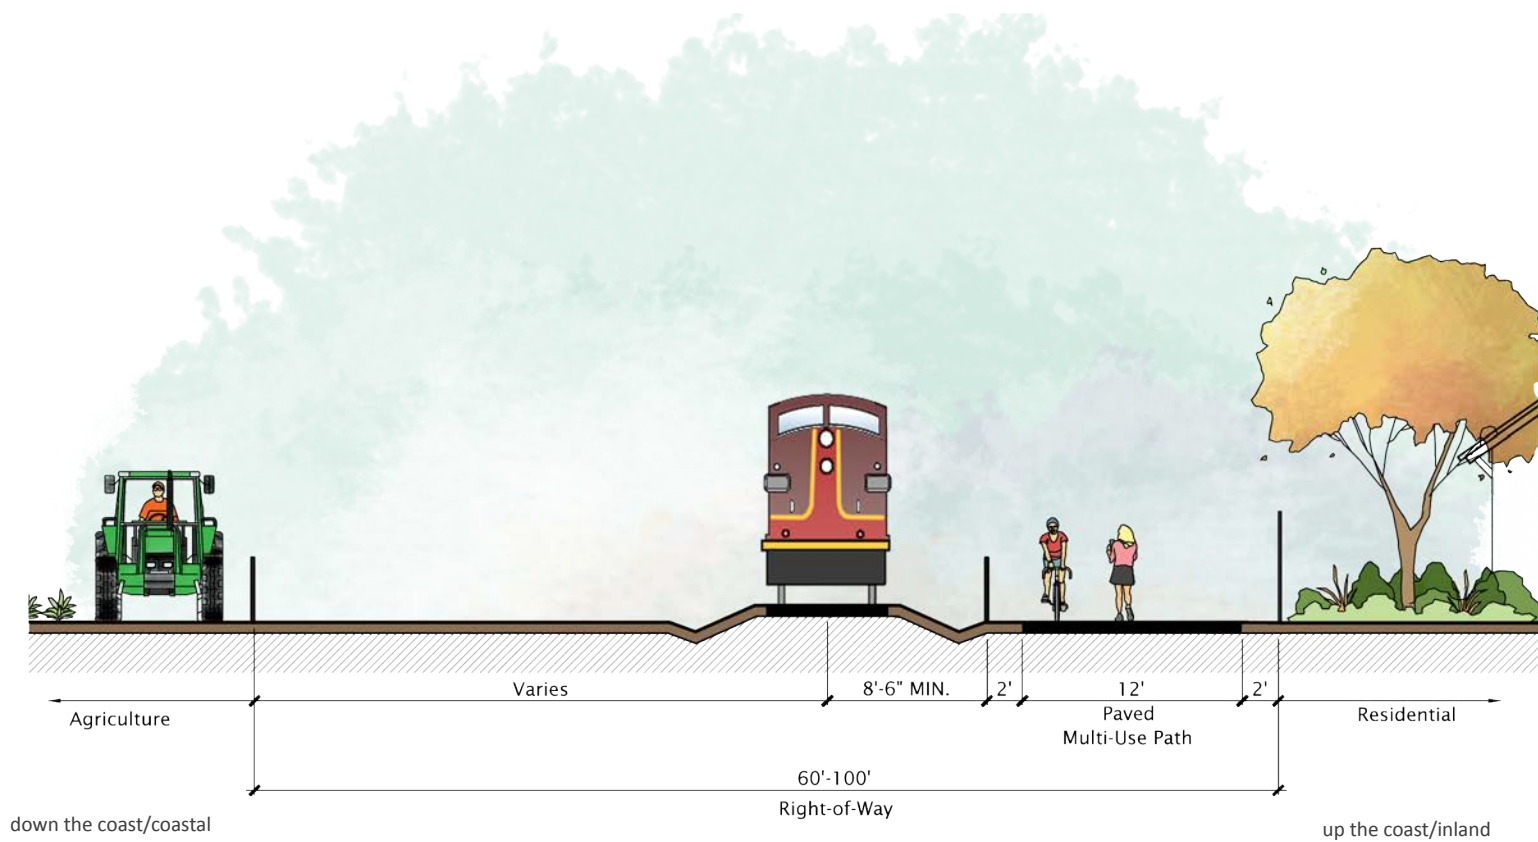 Varies
8'-6" MIN.
2'
12'
2'
Agriculture
Paved
Multi-Use Path
Residential
60'-100'
Right-of-Way
down the coast/coastal
up the coast/inland